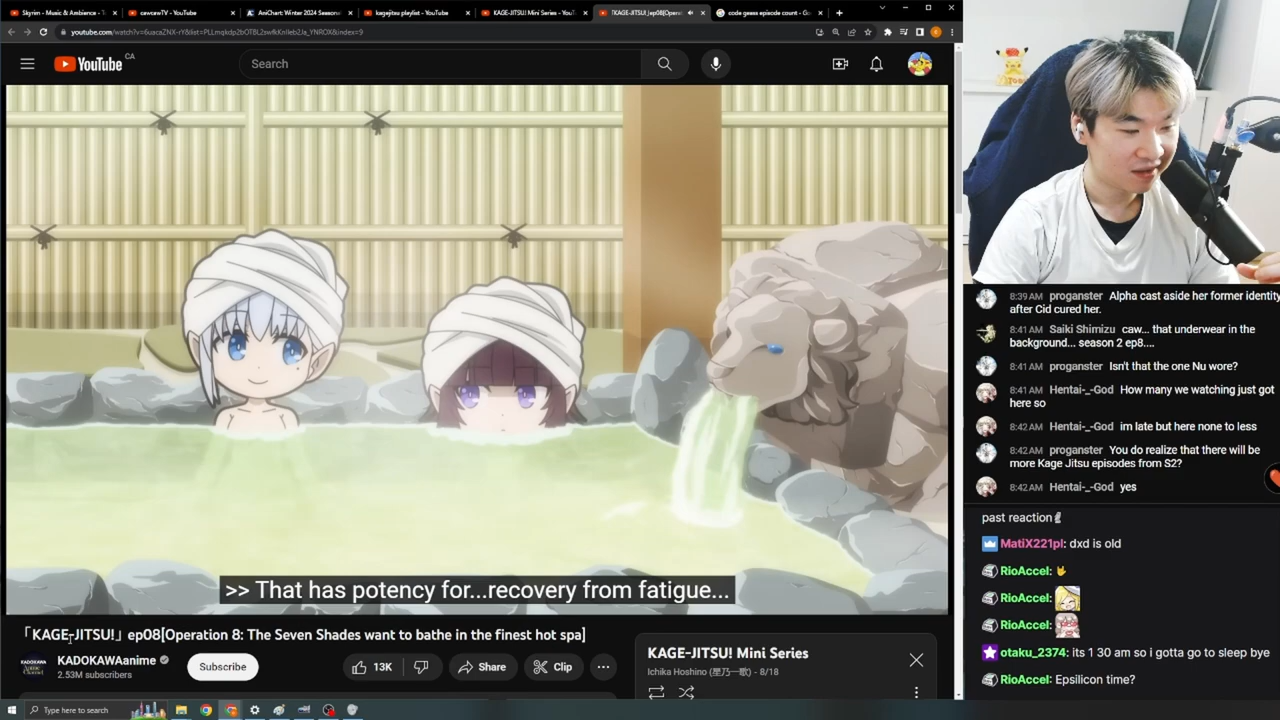 Skyrim - Music & Ambience - T
cawcawTV - YouTube
AniChart: Winter 2024 Seasona
kagejitsu playlist - YouTube
KAGE-JITSU! Mini Series - YouT
「KAGE-JITSU! 」ep08[Oper
code geass episode count - Go
YouTube CA
Search
8:39 AM proganster Alpha cast aside her former identity
after Cid cured her.
8:41 AM Saiki Shimizu caw... that underwear in the
background... season 2 ep8....
8:41 AM proganster Isn't that the one Nu wore?
8:41 AM Hentai-_-God How many we watching just got
here so
8:42 AM Hentai-_-God im late but here none to less
8:42 AM proganster You do realize that there will be
more Kage Jitsu episodes from S2?
8:42 AM Hentai-_-God yes
past reaction
MatiX221pl: dxd is old
RioAccel:
RioAccel:
RioAccel:
otaku_2374: its 1 30 am so i gotta go to sleep bye
RioAccel: Epsilicon time?
>> That has potency for...recovery from fatigue...
「KAGE-JITSU!」ep08[Operation 8: The Seven Shades want to bathe in the finest hot spa]
KADOKAWAanime
2.53M subscribers
Subscribe
13K
Share
Clip
KAGE-JITSU! Mini Series
Ichika Hoshino (星乃一歌) - 8/18
Type here to search